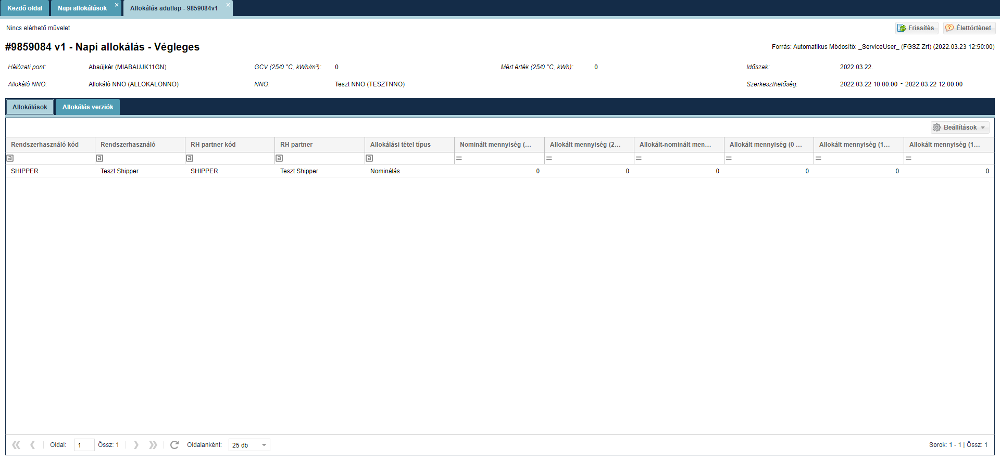 Kezdő oldal Napi allokálások × Allokálás adatlap - 9859084v1 ×
Nincs elérhető művelet Frissítés Élettörténet
#9859084 v1 - Napi allokálás - Végleges Forrás: Automatikus Módosító: _ServiceUser_ (FGSZ Zrt) (2022.03.23 12:50:00)
Hálózati pont: Abaújkér (MIABAUJK11GN) GCV (25/0 °C, kWh/m³): 0 Mért érték (25/0 °C, kWh): 0 Időszak: 2022.03.22.
Allokáló NNO: Allokáló NNO (ALLOKALONNO) NNO: Teszt NNO (TESZTNNO) Szerkeszthetőség: 2022.03.22 10:00:00 - 2022.03.22 12:00:00
Allokálások Allokálás verziók
Beállítások
Rendszerhasználó kód Rendszerhasználó RH partner kód RH partner Allokálási tétel típus Nominált mennyiség (... Allokált mennyiség (2... Allokált-nominált men... Allokált mennyiség (0 ... Allokált mennyiség (1... Allokált mennyiség (1...
a a a a a = = = = = =
SHIPPER Teszt Shipper SHIPPER Teszt Shipper Nominálás 0 0 0 0 0 0
Oldal: 1 Össz: 1 Oldalanként: 25 db Sorok: 1 - 1 | Össz: 1